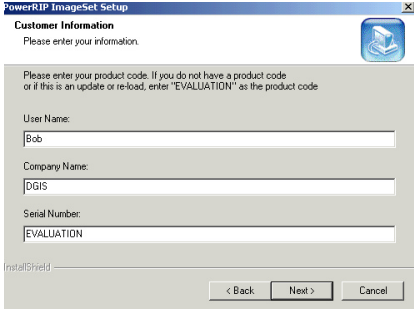 PowerRIP ImageSet Setup
Customer Information
Please enter your information.
Please enter your product code. If you do not have a product code
or if this is an update or re-load, enter "EVALUATION" as the product code
User Name:
Bob
Company Name:
DGIS
Serial Number:
EVALUATION
InstallShield
< Back Next > Cancel